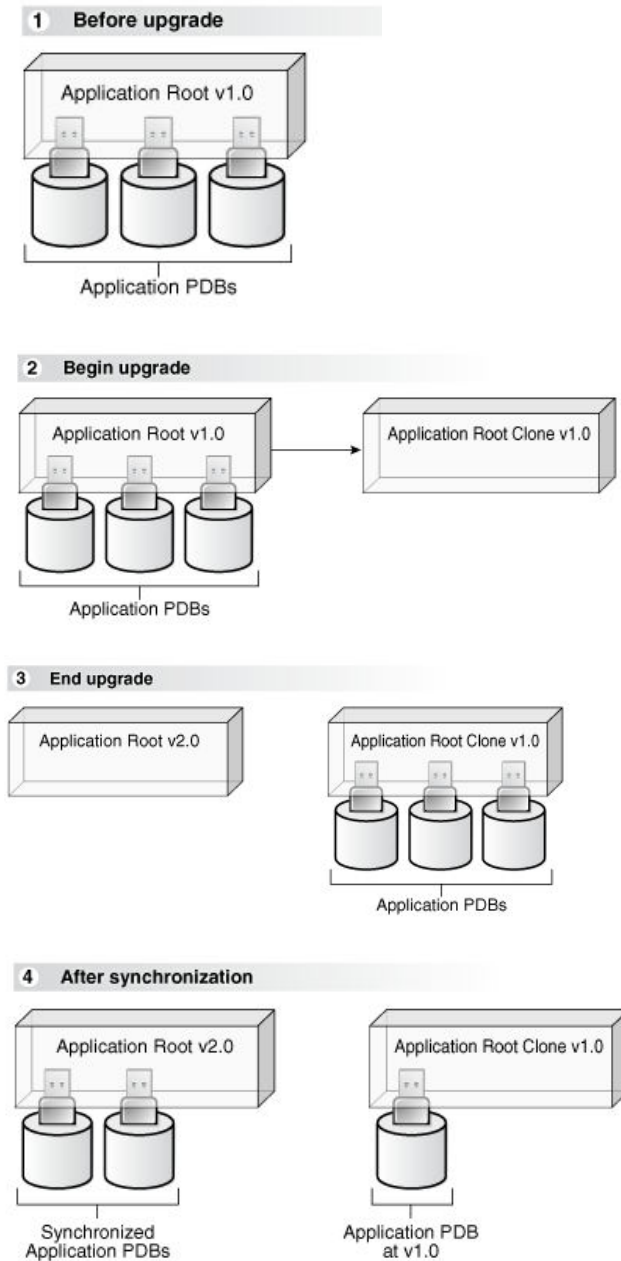 1 Before upgrade
Application Root v1.0
Application PDBs
2 Begin upgrade
Application Root v1.0
Application Root Clone v1.0
Application PDBs
3 End upgrade
Application Root v2.0
Application Root Clone v1.0
Application PDBs
4 After synchronization
Application Root v2.0
Application Root Clone v1.0
Synchronized
Application PDBs
Application PDB
at v1.0